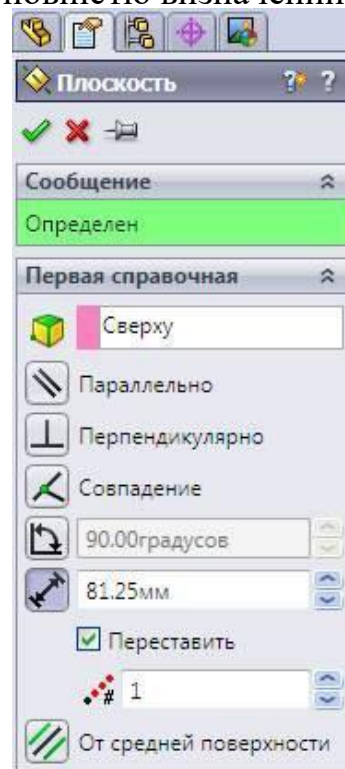 Плоскость ? ?
Сообщение
Определен
Первая справочная
Сверху
Параллельно
Перпендикулярно
Совпадение
90.00градусов
81.25мм
Переставить
# 1
От средней поверхности